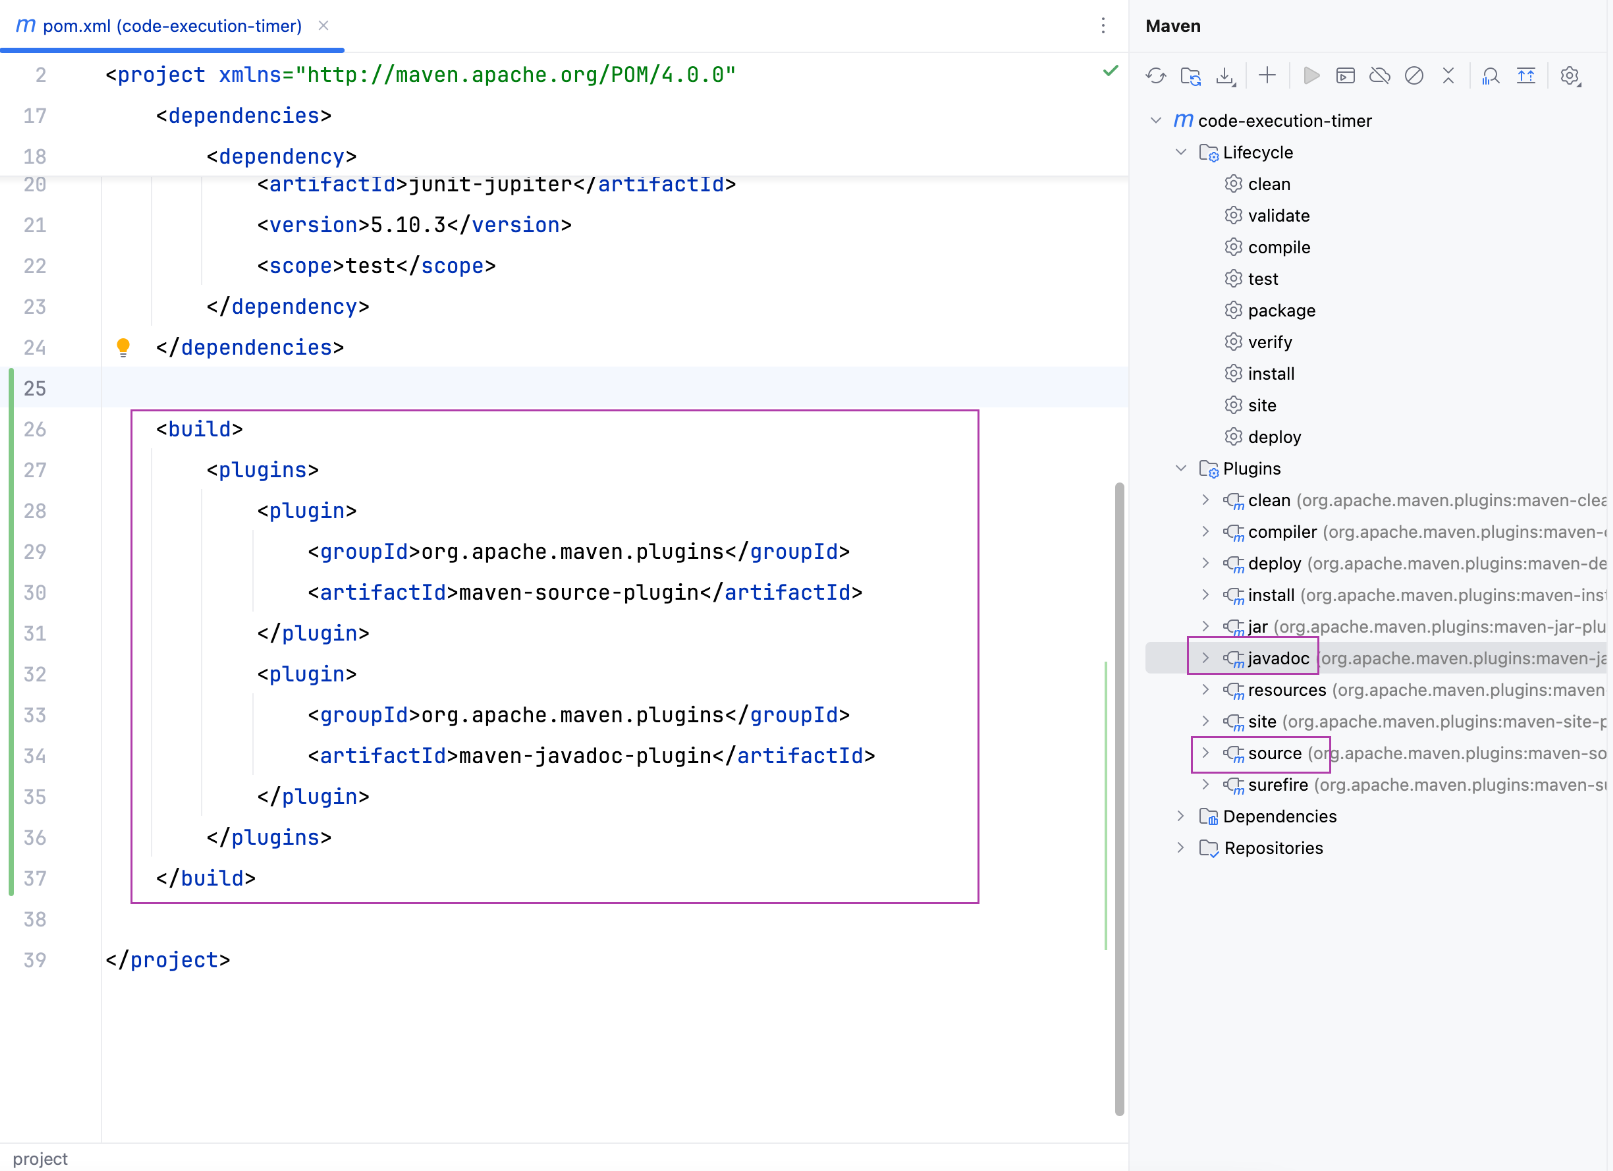 m pom.xml (code-execution-timer)
2 <project xmlns="http://maven.apache.org/POM/4.0.0"
17 <dependencies>
18 <dependency>
20 <artifactId>junit-jupiter</artifactId>
21 <version>5.10.3</version>
22 <scope>test</scope>
23 </dependency>
24 </dependencies>
25
26 <build>
27 <plugins>
28 <plugin>
29 <groupId>org.apache.maven.plugins</groupId>
30 <artifactId>maven-source-plugin</artifactId>
31 </plugin>
32 <plugin>
33 <groupId>org.apache.maven.plugins</groupId>
34 <artifactId>maven-javadoc-plugin</artifactId>
35 </plugin>
36 </plugins>
37 </build>
38
39 </project>
project
Maven
m code-execution-timer
Lifecycle
clean
validate
compile
test
package
verify
install
site
deploy
Plugins
clean (org.apache.maven.plugins:maven-clea
compiler (org.apache.maven.plugins:maven-c
deploy (org.apache.maven.plugins:maven-de
install (org.apache.maven.plugins:maven-inst
jar (org.apache.maven.plugins:maven-jar-plu
javadoc (org.apache.maven.plugins:maven-ja
resources (org.apache.maven.plugins:maven
site (org.apache.maven.plugins:maven-site-p
source (org.apache.maven.plugins:maven-so
surefire (org.apache.maven.plugins:maven-su
Dependencies
Repositories